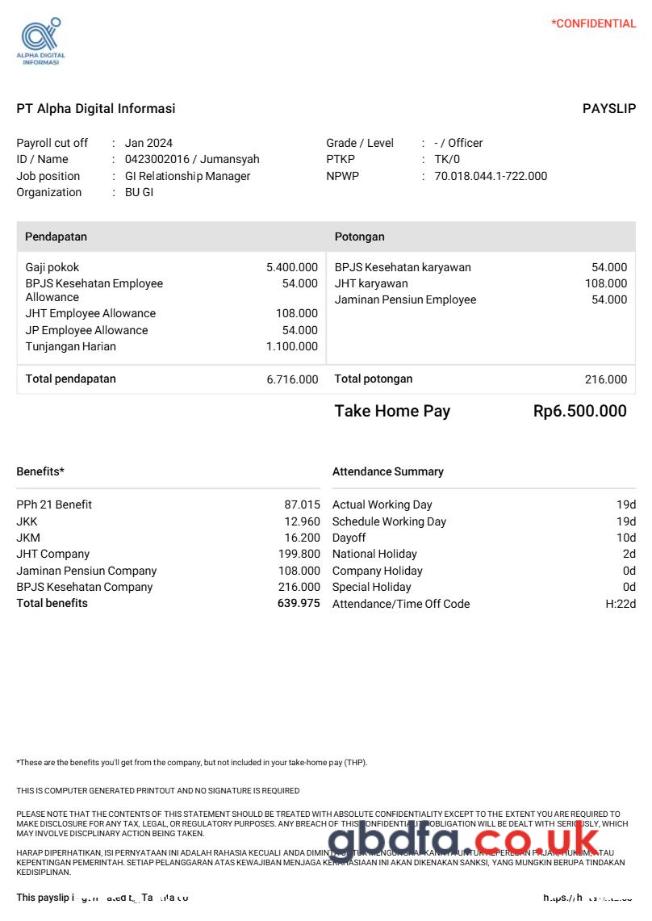 ALPHA DIGITAL
INFORMASI
*CONFIDENTIAL
PT Alpha Digital Informasi
PAYSLIP
Payroll cut off : Jan 2024
ID / Name : 0423002016 / Jumansyah
Job position : GI Relationship Manager
Organization : BU GI
Grade / Level : - / Officer
PTKP : TK/0
NPWP : 70.018.044.1-722.000
Pendapatan
Gaji pokok 5.400.000
BPJS Kesehatan Employee 54.000
Allowance
JHT Employee Allowance 108.000
JP Employee Allowance 54.000
Tunjangan Harian 1.100.000
Total pendapatan 6.716.000
Potongan
BPJS Kesehatan karyawan 54.000
JHT karyawan 108.000
Jaminan Pensiun Employee 54.000
Total potongan 216.000
Take Home Pay Rp6.500.000
Benefits*
PPh 21 Benefit 87.015
JKK 12.960
JKM 16.200
JHT Company 199.800
Jaminan Pensiun Company 108.000
BPJS Kesehatan Company 216.000
Total benefits 639.975
Attendance Summary
Actual Working Day 19d
Schedule Working Day 19d
Dayoff 10d
National Holiday 2d
Company Holiday 0d
Special Holiday 0d
Attendance/Time Off Code H:22d
*These are the benefits you'll get from the company, but not included in your take-home pay (THP).
THIS IS COMPUTER GENERATED PRINTOUT AND NO SIGNATURE IS REQUIRED
PLEASE NOTE THAT THE CONTENTS OF THIS STATEMENT SHOULD BE TREATED WITH ABSOLUTE CONFIDENTIALITY EXCEPT TO THE EXTENT YOU ARE REQUIRED TO
MAKE DISCLOSURE FOR ANY TAX, LEGAL, OR REGULATORY PURPOSES. ANY BREACH OF THIS CONFIDENTIALITY OBLIGATION WILL BE DEALT WITH SERIOUSLY, WHICH
MAY INVOLVE DISCPLINARY ACTION BEING TAKEN.
HARAP DIPERHATIKAN, ISI PERNYATAAN INI ADALAH RAHASIA KECUALI ANDA DIMINTA UNTUK MENGUNGKAPKANNYA UNTUK KEPERLUAN PAJAK, HUKUM, ATAU
KEPENTINGAN PEMERINTAH. SETIAP PELANGGARAN ATAS KEWAJIBAN MENJAGA KERAHASIAAN INI AKAN DIKENAKAN SANKSI, YANG MUNGKIN BERUPA TINDAKAN
KEDISIPLINAN.
gbdfa co.uk
This payslip